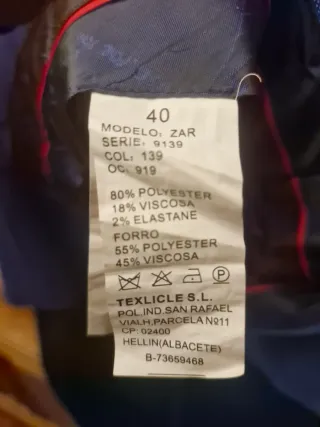 40
MODELO: ZAR
SERIE: 9139
COL: 139
OC: 919
80% POLYESTER
18% VISCOSA
2% ELASTANE
FORRO
55% POLYESTER
45% VISCOSA
TEXLICLE S.L.
POL.IND.SAN RAFAEL
VIALH,PARCELA Nº11
CP: 02400
HELLIN(ALBACETE)
B-73659468